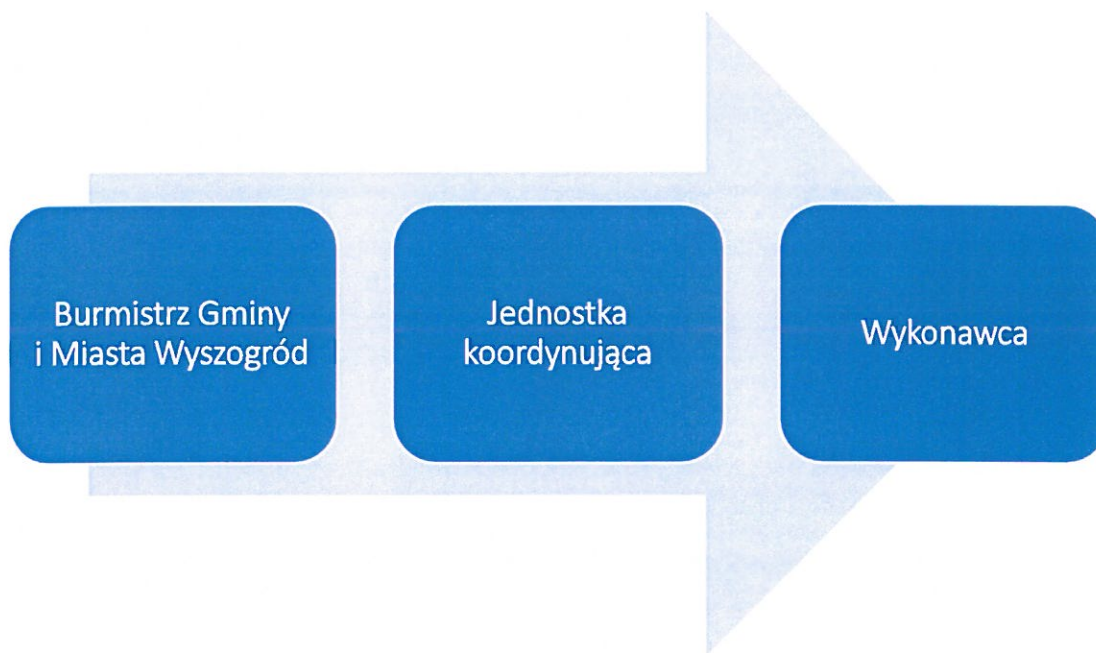 Burmistrz Gminy
i Miasta Wyszogród
Jednostka
koordynująca
Wykonawca